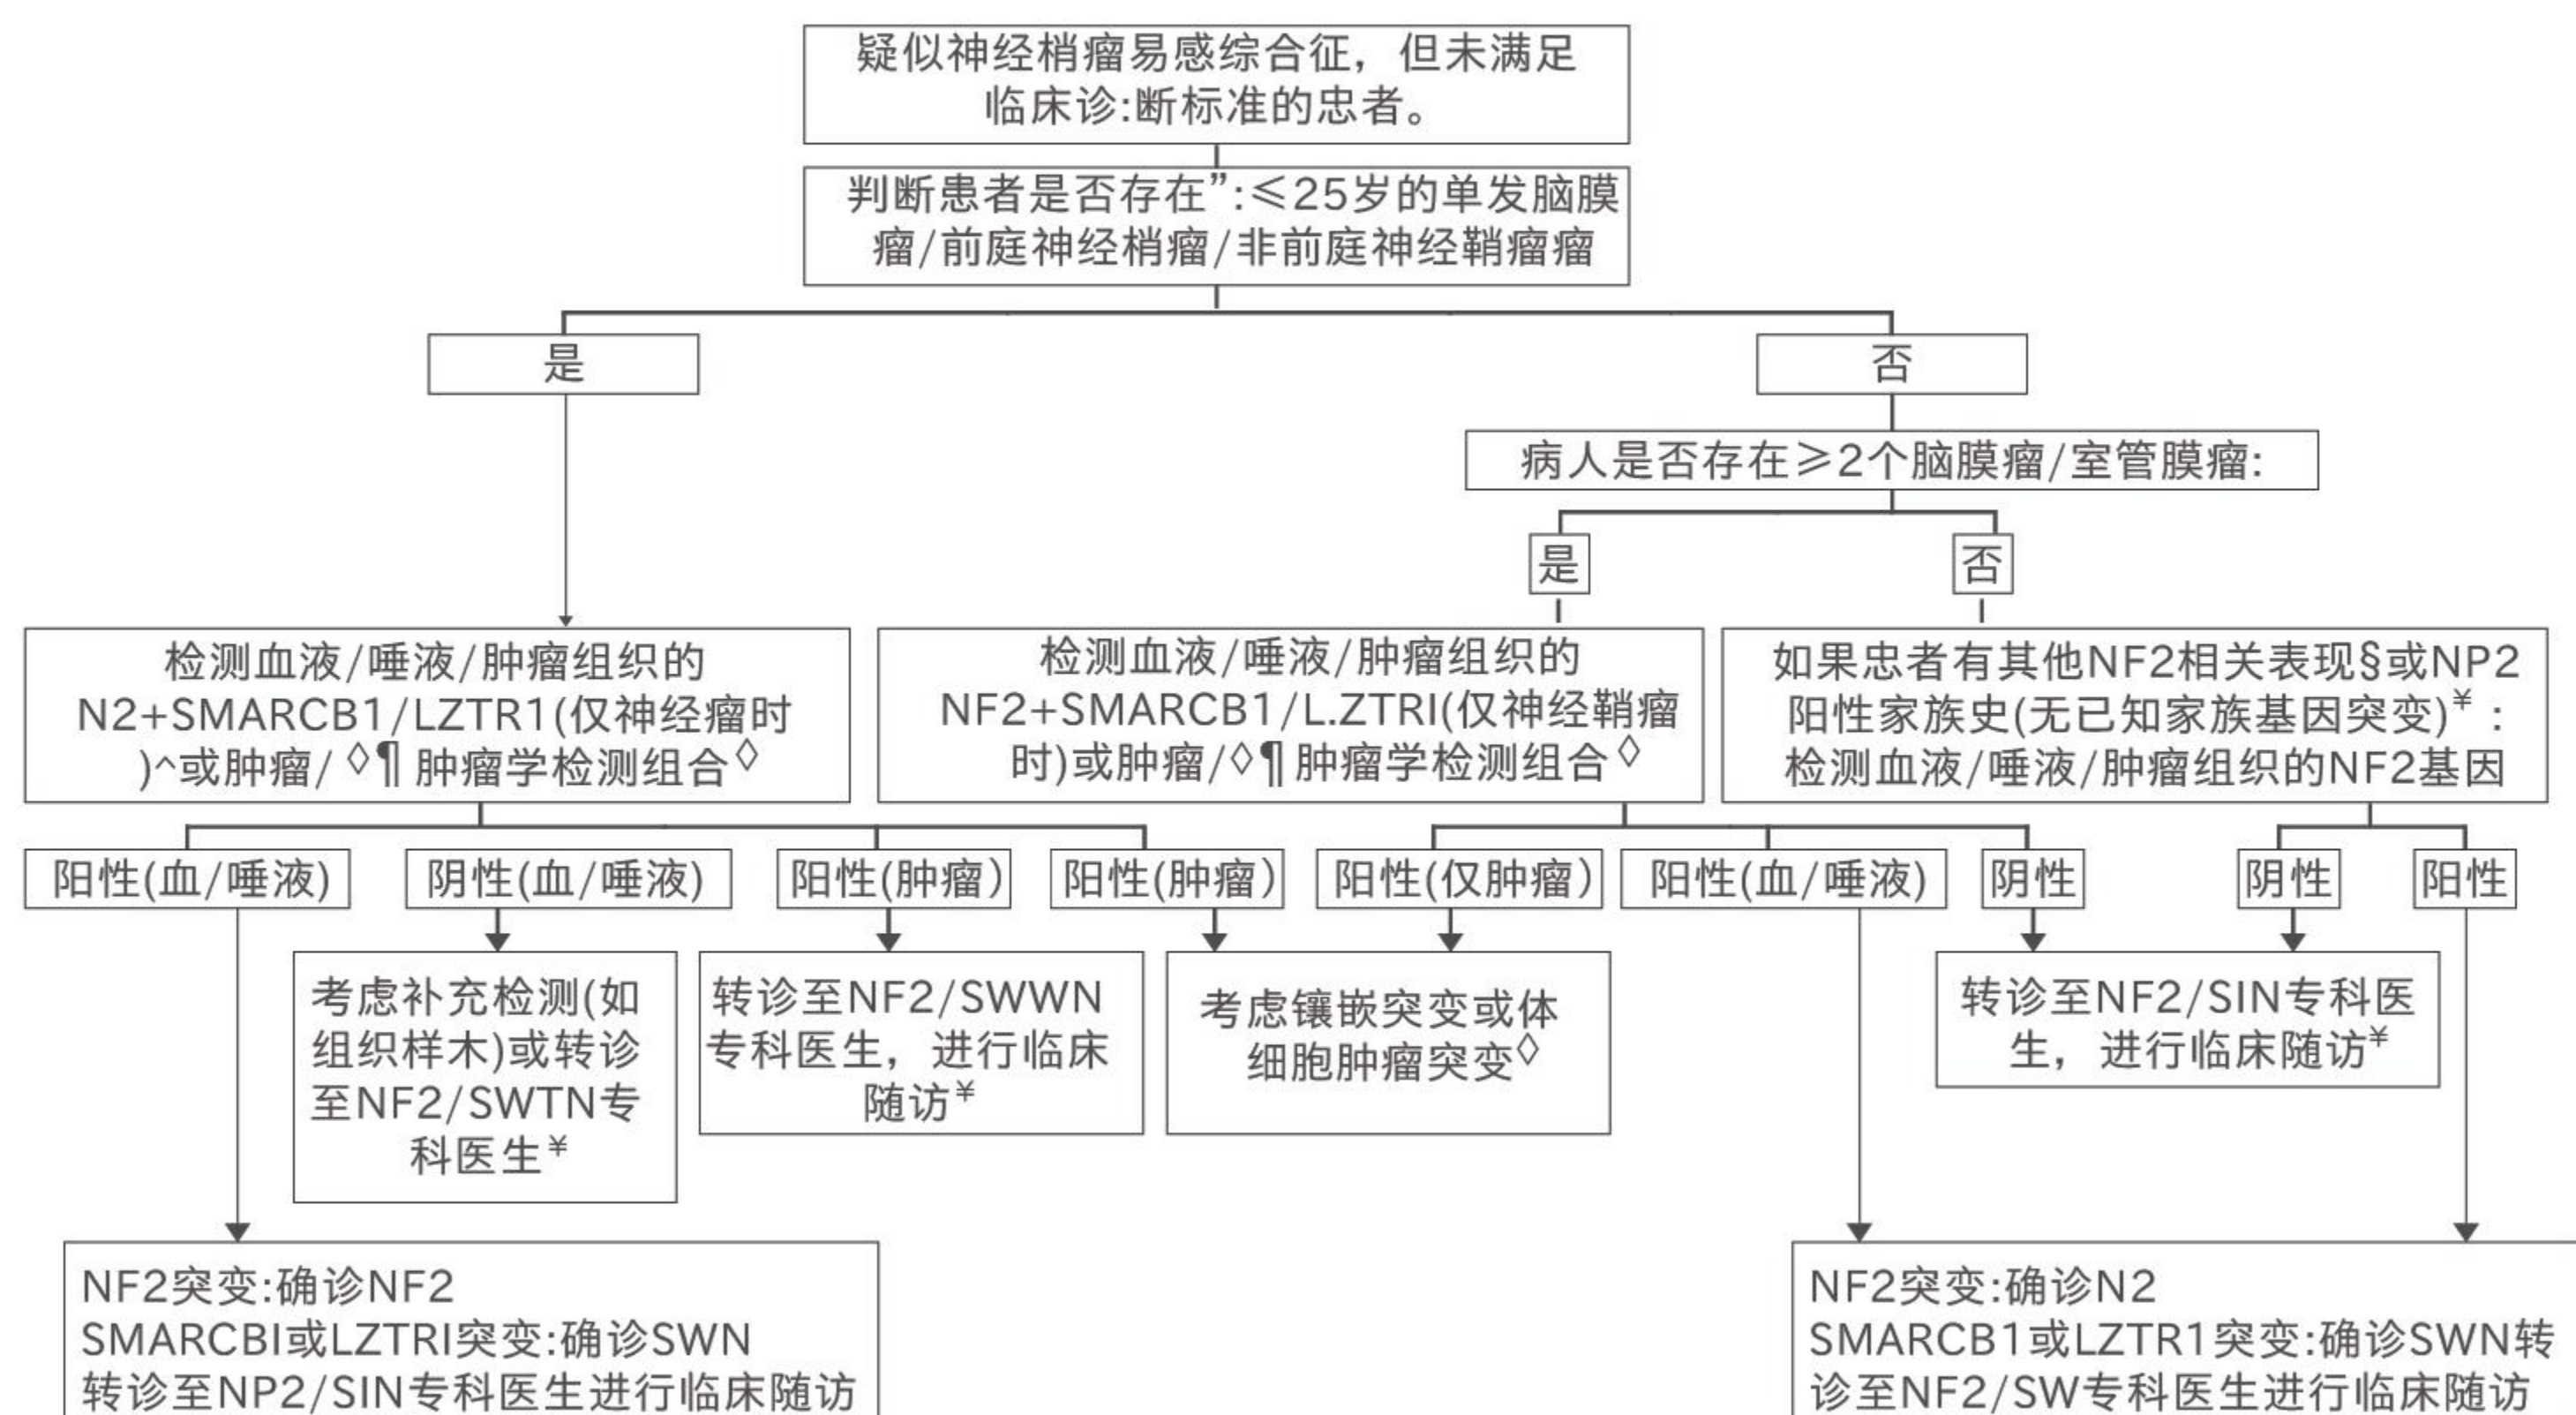 疑似神经梢瘤易感综合征，但未满足
临床诊:断标准的忠者。
判断患者是否存在”:≤25岁的单发脑膜
瘤/前庭神经梢瘤/非前庭神经鞘瘤瘤
是
否
病人是否存在≥2个脑膜瘤/室管膜瘤:
是
否
检测血液/唾液/肿瘤组织的
N2+SMARCB1/LZTR1(仅神经瘤时
)^或肿瘤/ ◊¶ 肿瘤学检测组合◊
检测血液/唾液/肿瘤组织的
NF2+SMARCB1/L.ZTRI(仅神经鞘瘤
时)或肿瘤/◊¶ 肿瘤学检测组合◊
如果忠者有其他NF2相关表现§或NP2
阳性家族史(无已知家族基因突变)¥ :
检测血液/唾液/肿瘤组织的NF2基因
阳性(血/唾液)
阴性(血/唾液)
阳性(肿瘤）
阳性(肿瘤）
阳性(仅肿瘤）
阳性(血/唾液)
阴性
阴性
阳性
考虑补充检测(如
组织样木)或转诊
至NF2/SWTN专
科医生¥
转诊至NF2/SWWN
专科医生，进行临床
随访¥
考虑镶嵌突变或体
细胞肿瘤突变◊
转诊至NF2/SIN专科医
生，进行临床随访¥
NF2突变:确诊NF2
SMARCBI或LZTRI突变:确诊SWN
转诊至NP2/SIN专科医生进行临床随访
NF2突变:确诊N2
SMARCB1或LZTR1突变:确诊SWN转
诊至NF2/SW专科医生进行临床随访